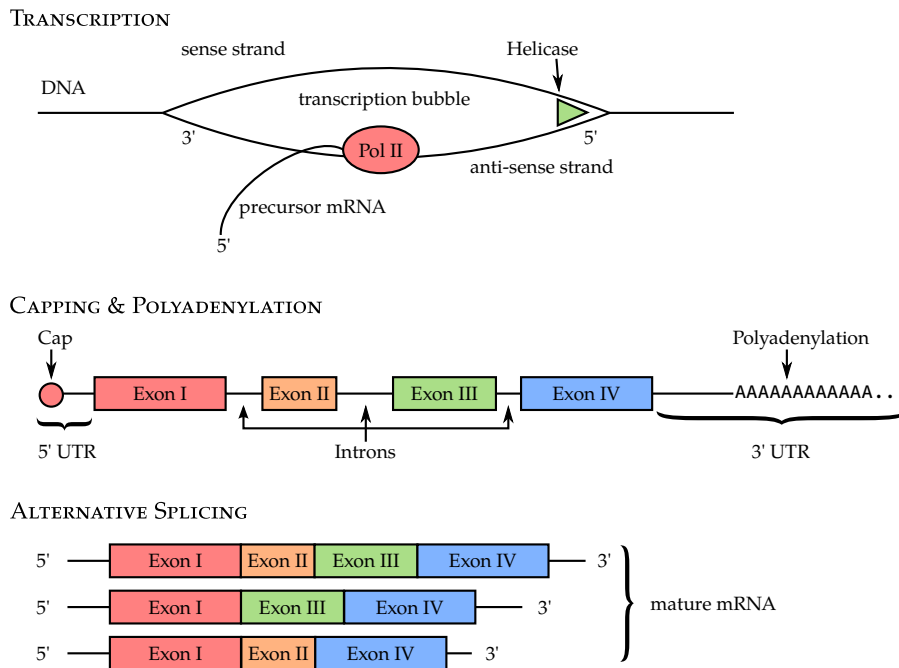 TRANSCRIPTION
sense strand
Helicase
DNA
transcription bubble
3'
5'
Pol II
anti-sense strand
precursor mRNA
5'
CAPPING & POLYADENYLATION
Cap
Polyadenylation
Exon I
Exon II
Exon III
Exon IV
AAAAAAAAAAAAA..
5' UTR
Introns
3' UTR
ALTERNATIVE SPLICING
5' Exon I Exon II Exon III Exon IV 3'
5' Exon I Exon III Exon IV 3'
mature mRNA
5' Exon I Exon II Exon IV 3'